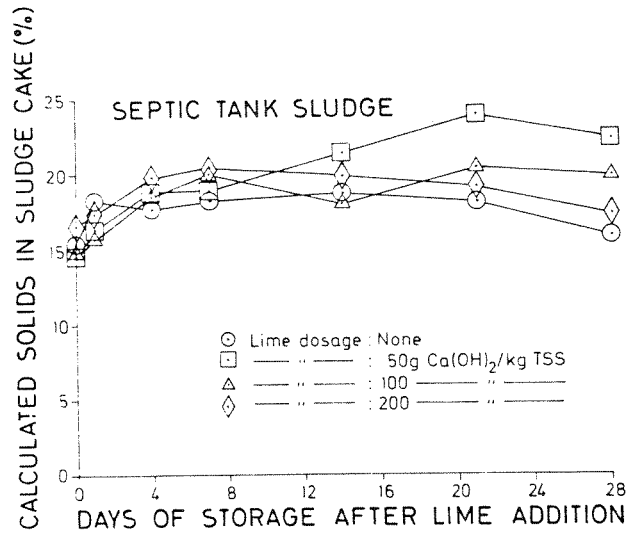 CALCULATED SOLIDS IN SLUDGE CAKE (%)
SEPTIC TANK SLUDGE
25
20
15
10
5
0
Lime dosage : None
— " — : 50g Ca(OH)₂/kg TSS
— " — : 100 — " —
— " — : 200 — " —
0 4 8 12 16 20 24 28
DAYS OF STORAGE AFTER LIME ADDITION